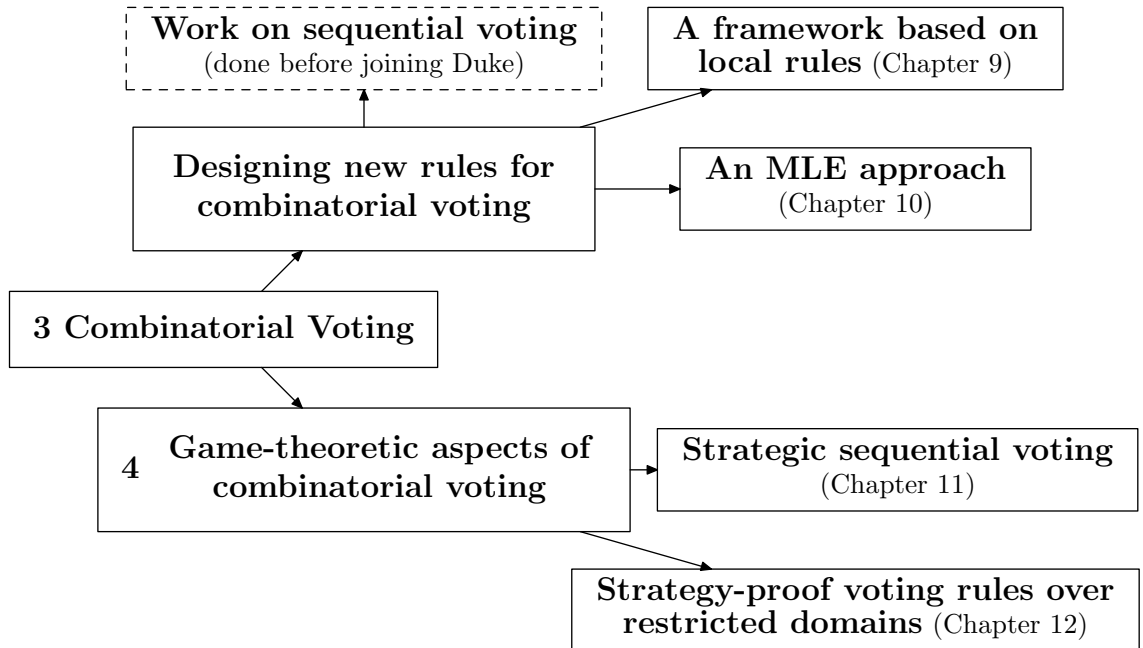 Work on sequential voting
(done before joining Duke)
A framework based on
local rules (Chapter 9)
Designing new rules for
combinatorial voting
An MLE approach
(Chapter 10)
3 Combinatorial Voting
4 Game-theoretic aspects of
combinatorial voting
Strategic sequential voting
(Chapter 11)
Strategy-proof voting rules over
restricted domains (Chapter 12)